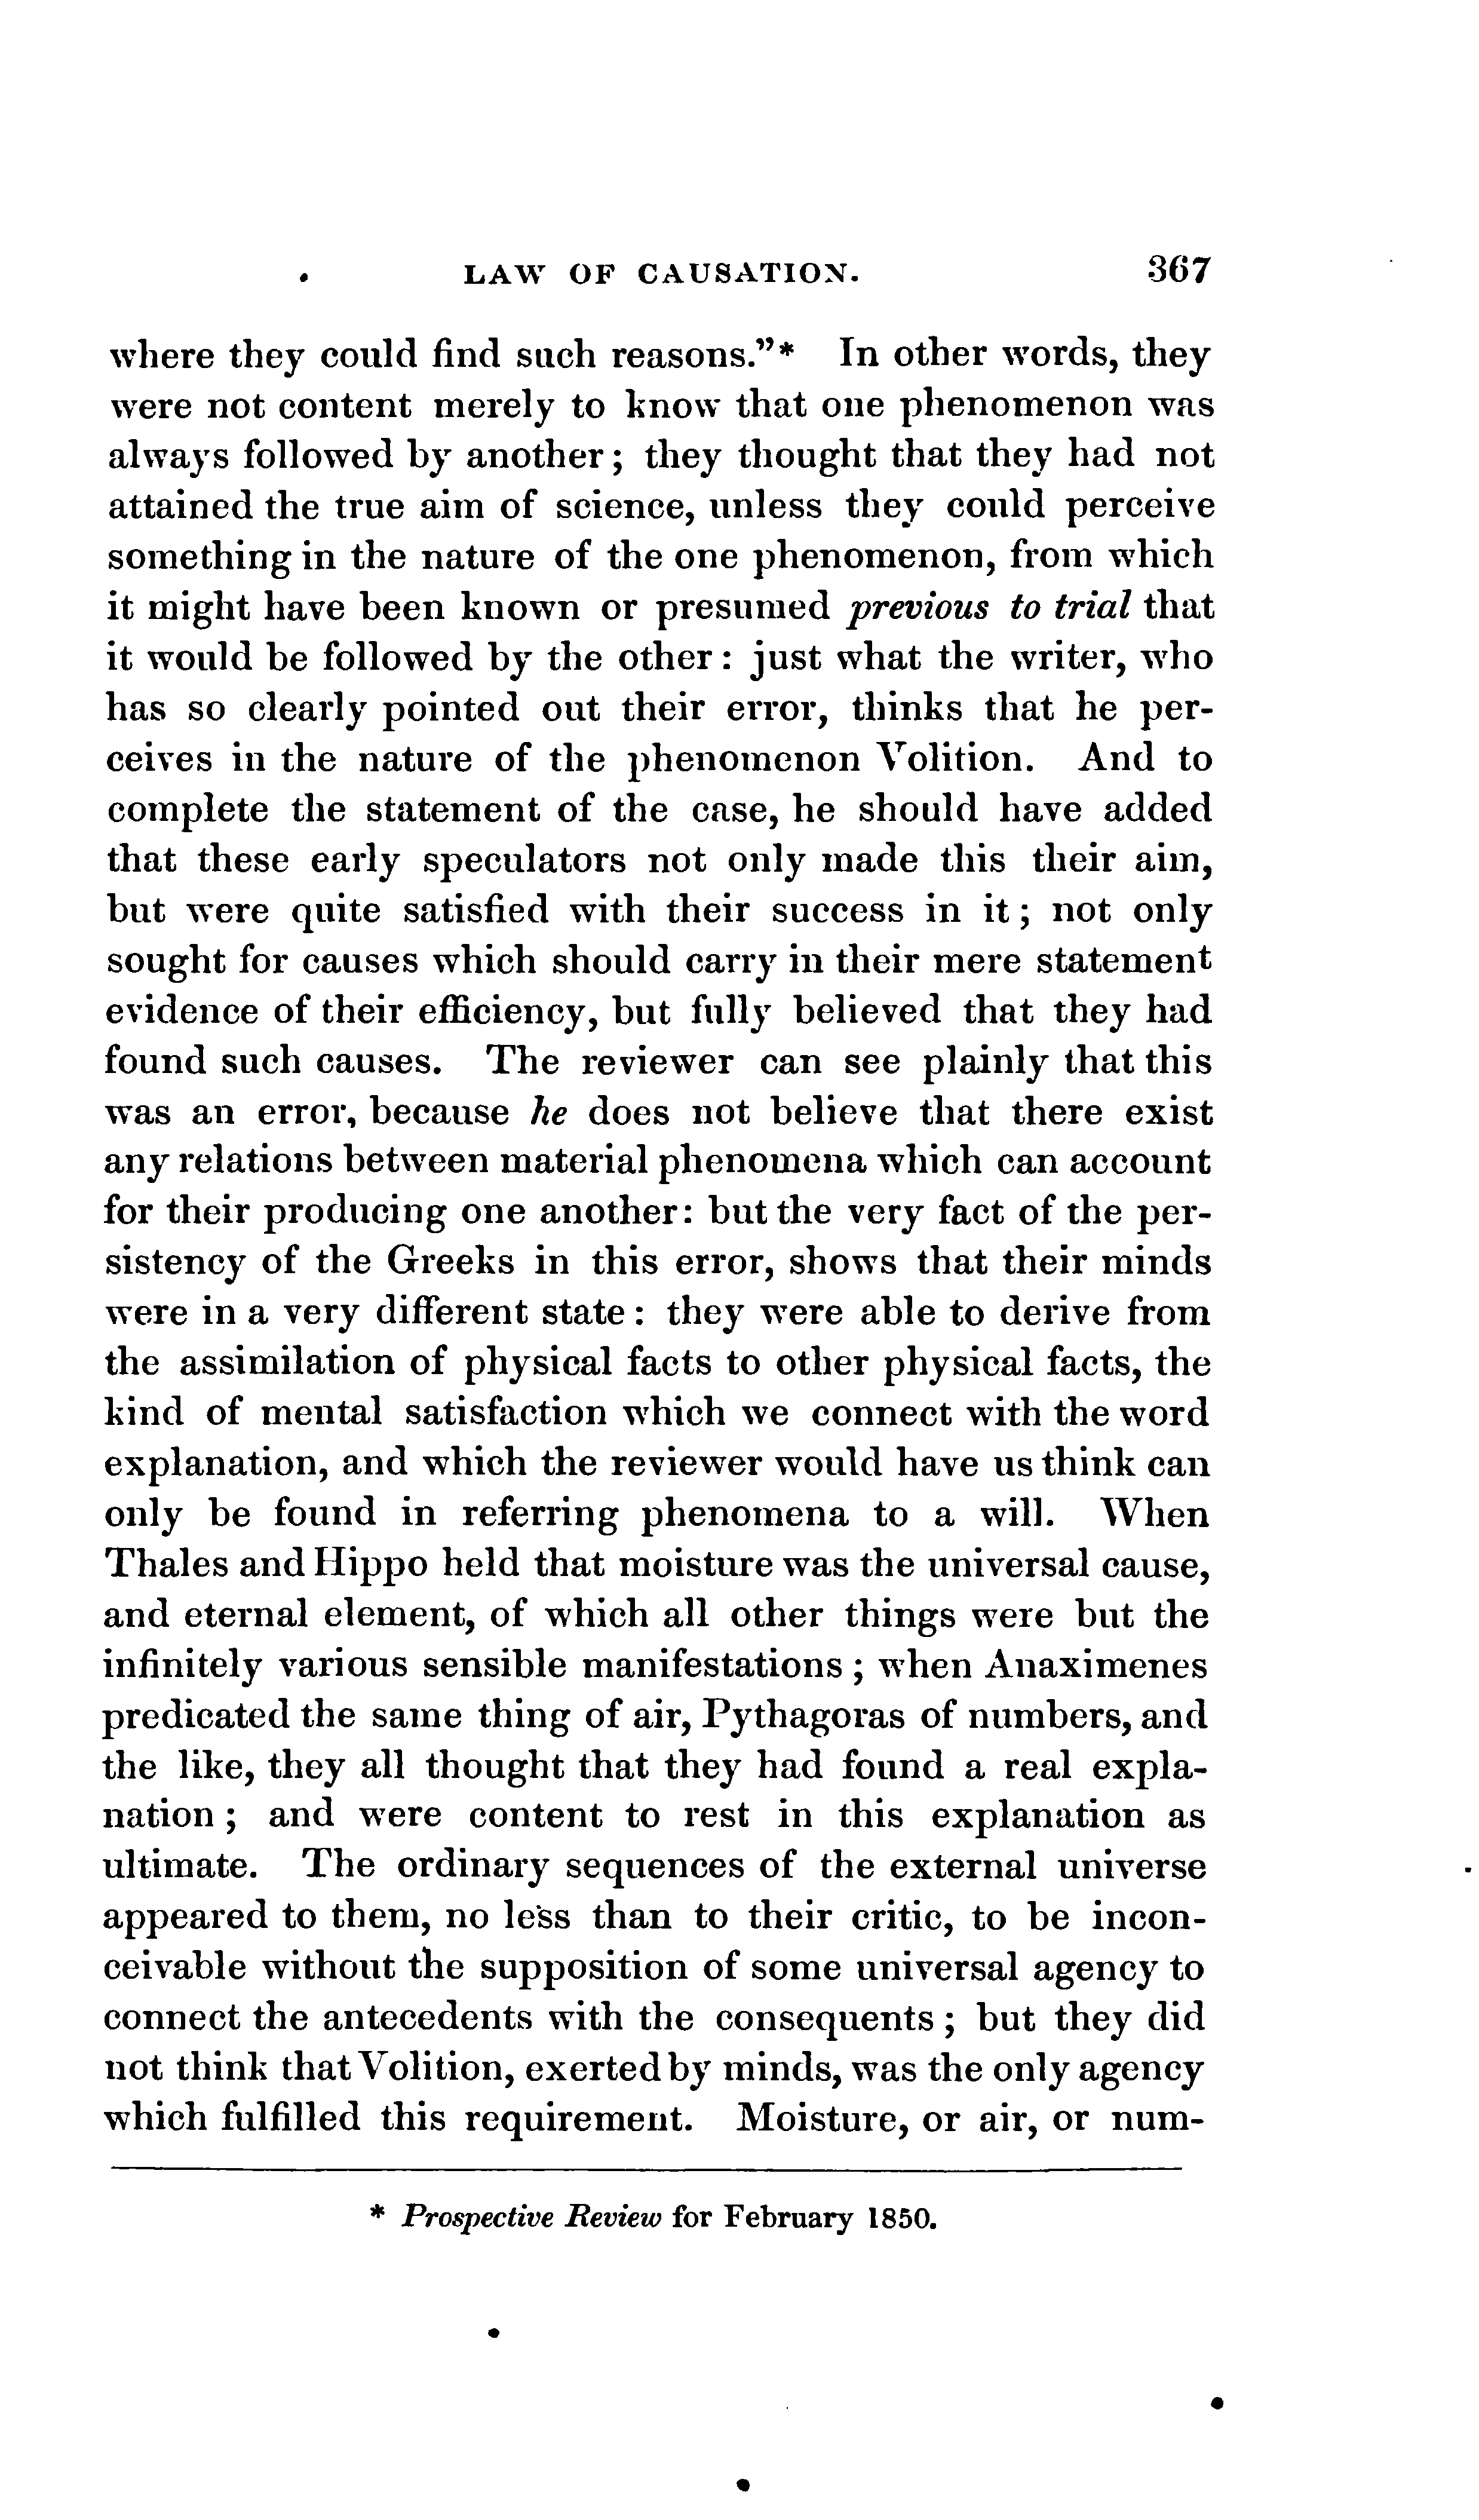 LAW OF CAUSATION. 367
where they could find such reasons."* In other words, they
were not content merely to know that one phenomenon was
always followed by another; they thought that they had not
attained the true aim of science, unless they could perceive
something in the nature of the one phenomenon, from which
it might have been known or presumed previous to trial that
it would be followed by the other: just what the writer, who
has so clearly pointed out their error, thinks that he per-
ceives in the nature of the phenomenon Volition. And to
complete the statement of the case, he should have added
that these early speculators not only made this their aim,
but were quite satisfied with their success in it; not only
sought for causes which should carry in their mere statement
evidence of their efficiency, but fully believed that they had
found such causes. The reviewer can see plainly that this
was an error, because he does not believe that there exist
any relations between material phenomena which can account
for their producing one another: but the very fact of the per-
sistency of the Greeks in this error, shows that their minds
were in a very different state: they were able to derive from
the assimilation of physical facts to other physical facts, the
kind of mental satisfaction which we connect with the word
explanation, and which the reviewer would have us think can
only be found in referring phenomena to a will. When
Thales and Hippo held that moisture was the universal cause,
and eternal element, of which all other things were but the
infinitely various sensible manifestations; when Anaximenes
predicated the same thing of air, Pythagoras of numbers, and
the like, they all thought that they had found a real expla-
nation; and were content to rest in this explanation as
ultimate. The ordinary sequences of the external universe
appeared to them, no less than to their critic, to be incon-
ceivable without the supposition of some universal agency to
connect the antecedents with the consequents; but they did
not think that Volition, exerted by minds, was the only agency
which fulfilled this requirement. Moisture, or air, or num-
* Prospective Review for February 1850.